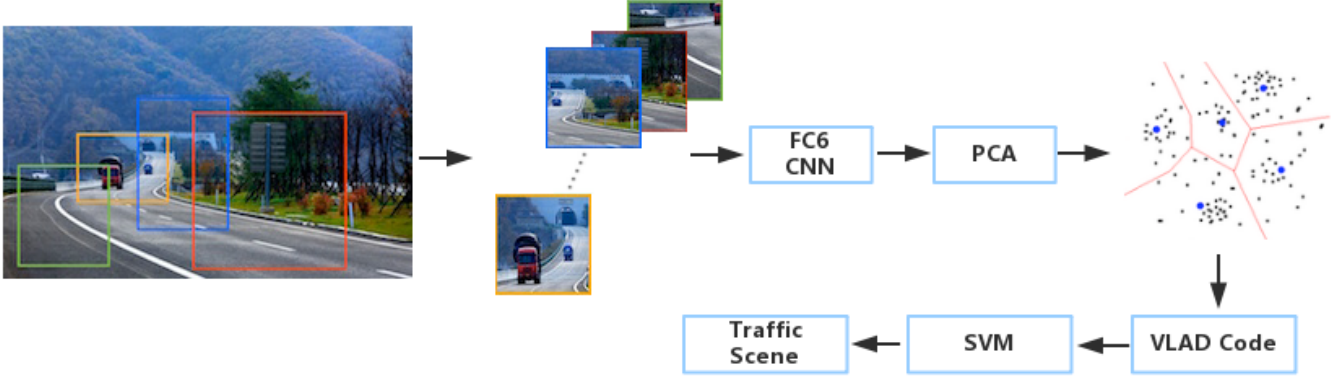 FC6
CNN
PCA
VLAD Code
SVM
Traffic
Scene